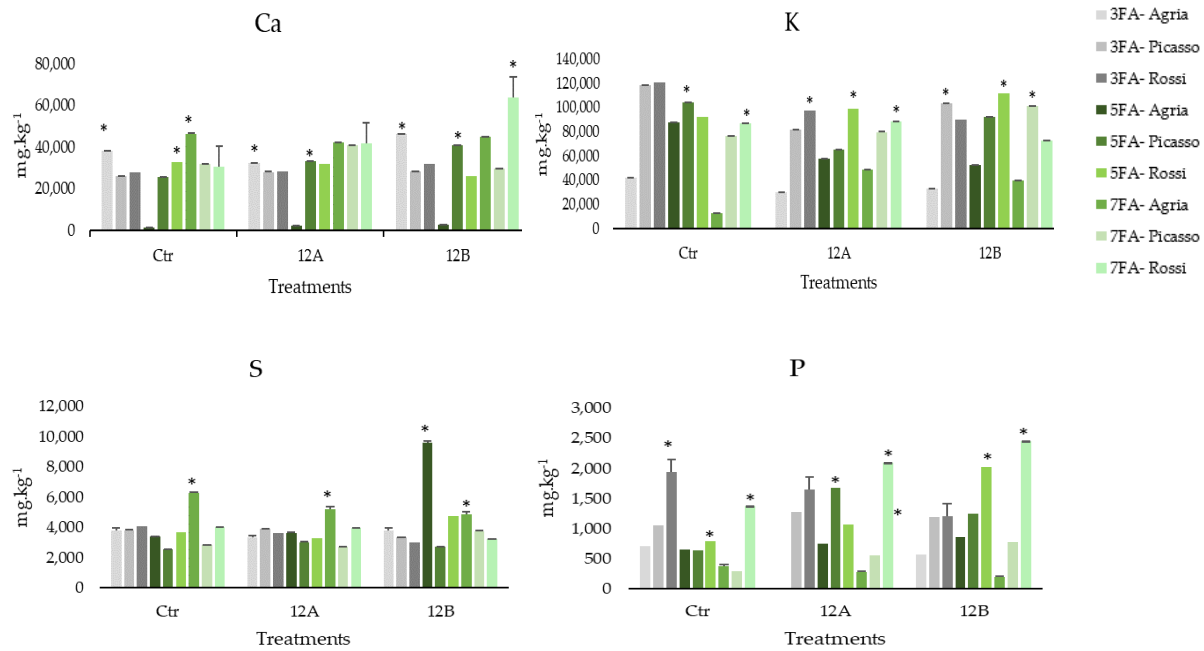 Ca
mg.kg⁻¹
80,000
60,000
40,000
20,000
0
* * * * * * * * *
Ctr 12A 12B
Treatments
K
mg.kg⁻¹
140,000
120,000
100,000
80,000
60,000
40,000
20,000
0
* * * * * * * *
Ctr 12A 12B
Treatments
3FA- Agria
3FA- Picasso
3FA- Rossi
5FA- Agria
5FA- Picasso
5FA- Rossi
7FA- Agria
7FA- Picasso
7FA- Rossi
S
mg.kg⁻¹
12,000
10,000
8,000
6,000
4,000
2,000
0
* * * *
Ctr 12A 12B
Treatments
P
mg.kg⁻¹
3,000
2,500
2,000
1,500
1,000
500
0
* * * * * * * *
Ctr 12A 12B
Treatments